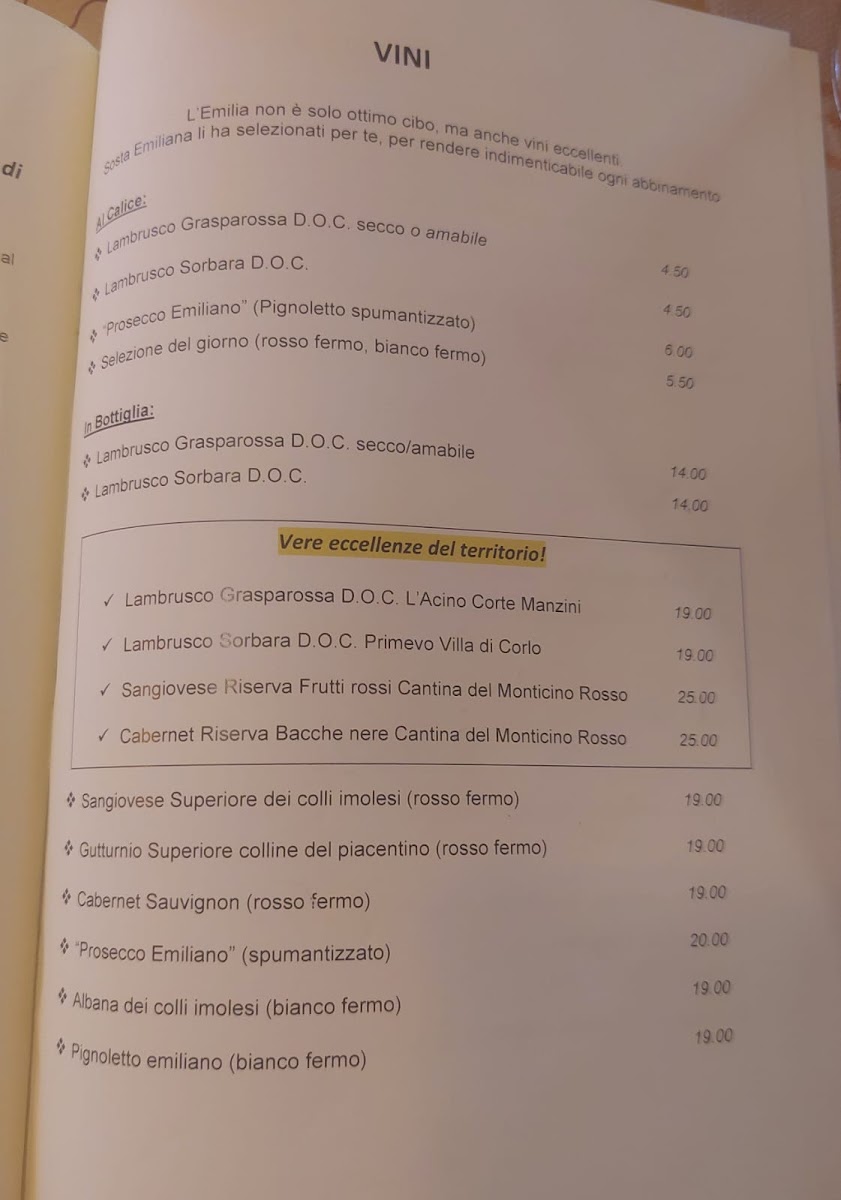 di
al
e
VINI
L'Emilia non è solo ottimo cibo, ma anche vini eccellenti
Sosta Emiliana li ha selezionati per te, per rendere indimenticabile ogni abbinamento
Al Calice:
❖ Lambrusco Grasparossa D.O.C. secco o amabile 4.50
❖ Lambrusco Sorbara D.O.C. 4.50
❖ "Prosecco Emiliano" (Pignoletto spumantizzato) 6.00
❖ Selezione del giorno (rosso fermo, bianco fermo) 5.50
In Bottiglia:
❖ Lambrusco Grasparossa D.O.C. secco/amabile 14.00
❖ Lambrusco Sorbara D.O.C. 14.00
Vere eccellenze del territorio!
✓ Lambrusco Grasparossa D.O.C. L'Acino Corte Manzini 19.00
✓ Lambrusco Sorbara D.O.C. Primevo Villa di Corlo 19.00
✓ Sangiovese Riserva Frutti rossi Cantina del Monticino Rosso 25.00
✓ Cabernet Riserva Bacche nere Cantina del Monticino Rosso 25.00
❖ Sangiovese Superiore dei colli imolesi (rosso fermo) 19.00
❖ Gutturnio Superiore colline del piacentino (rosso fermo) 19.00
❖ Cabernet Sauvignon (rosso fermo) 19.00
❖ "Prosecco Emiliano" (spumantizzato) 20.00
❖ Albana dei colli imolesi (bianco fermo) 19.00
❖ Pignoletto emiliano (bianco fermo) 19.00